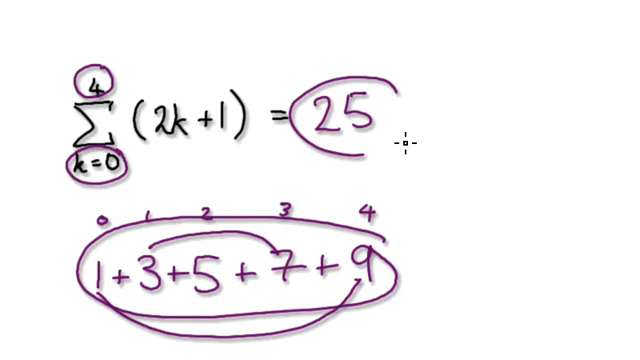 4
∑ (2k+1) = 25
k=0
0 1 2 3 4
1+3+5+7+9